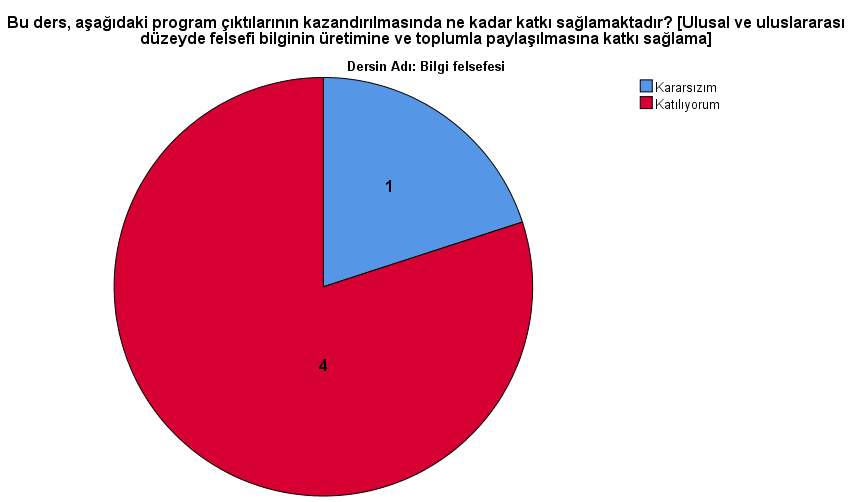 Bu ders, aşağıdaki program çıktılarının kazandırılmasında ne kadar katkı sağlamaktadır? [Ulusal ve uluslararası
düzeyde felsefi bilginin üretimine ve toplumla paylaşılmasına katkı sağlama]
Dersin Adı: Bilgi felsefesi
Kararsızım
Katılıyorum
1
4